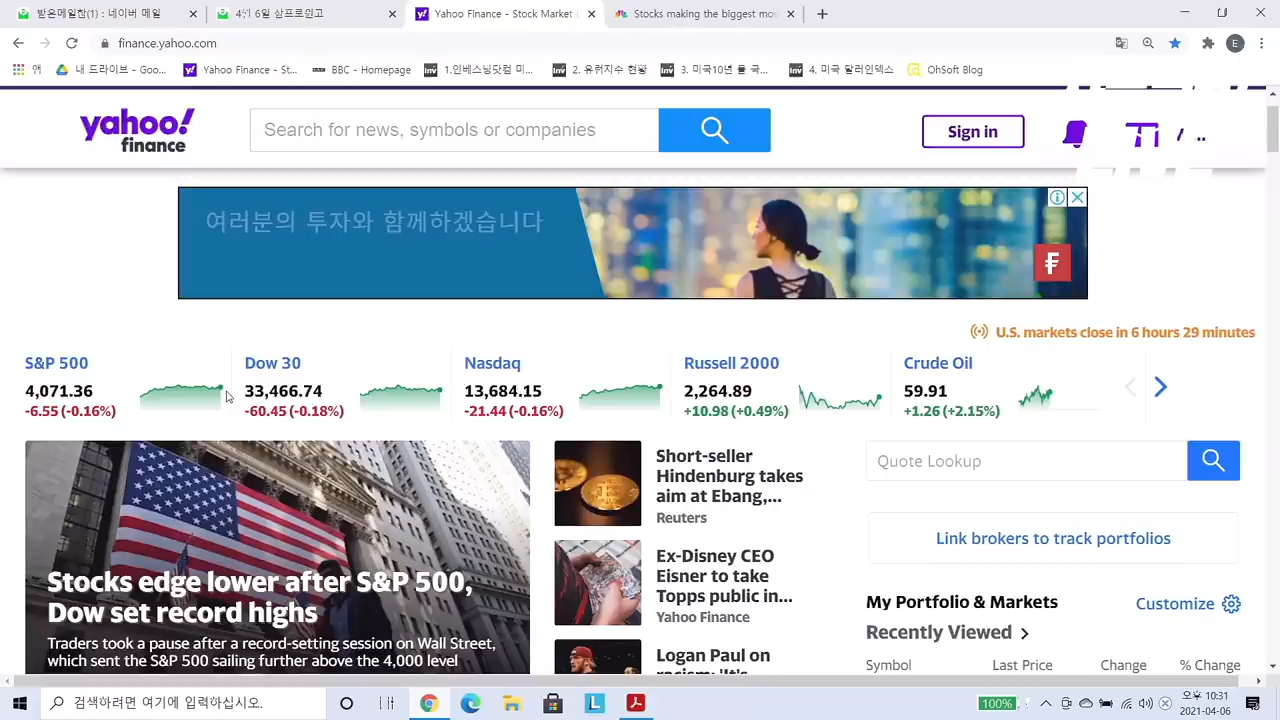 받은메일함(1) : 네이버 메일
4월 6일 삼프로인고
Yahoo Finance - Stock Market
Stocks making the biggest mo
finance.yahoo.com
E
앱
내 드라이브 - Goo...
Yahoo Finance - St...
BBC - Homepage
1.인베스팅닷컴 미...
2. 유럽지수 현황
3. 미국10년 물 국...
4. 미국 달러인덱스
OhSoft Blog
yahoo!
finance
Search for news, symbols or companies
Sign in
여러분의 투자와 함께하겠습니다
U.S. markets close in 6 hours 29 minutes
S&P 500
4,071.36
-6.55 (-0.16%)
Dow 30
33,466.74
-60.45 (-0.18%)
Nasdaq
13,684.15
-21.44 (-0.16%)
Russell 2000
2,264.89
+10.98 (+0.49%)
Crude Oil
59.91
+1.26 (+2.15%)
Stocks edge lower after S&P 500,
Dow set record highs
Traders took a pause after a record-setting session on Wall Street,
which sent the S&P 500 sailing further above the 4,000 level
Short-seller
Hindenburg takes
aim at Ebang,...
Reuters
Ex-Disney CEO
Eisner to take
Topps public in...
Yahoo Finance
Logan Paul on
racism: 'It's
Quote Lookup
Link brokers to track portfolios
My Portfolio & Markets
Customize
Recently Viewed
Symbol Last Price Change % Change
검색하려면 여기에 입력하십시오.
100%
오후 10:31
2021-04-06